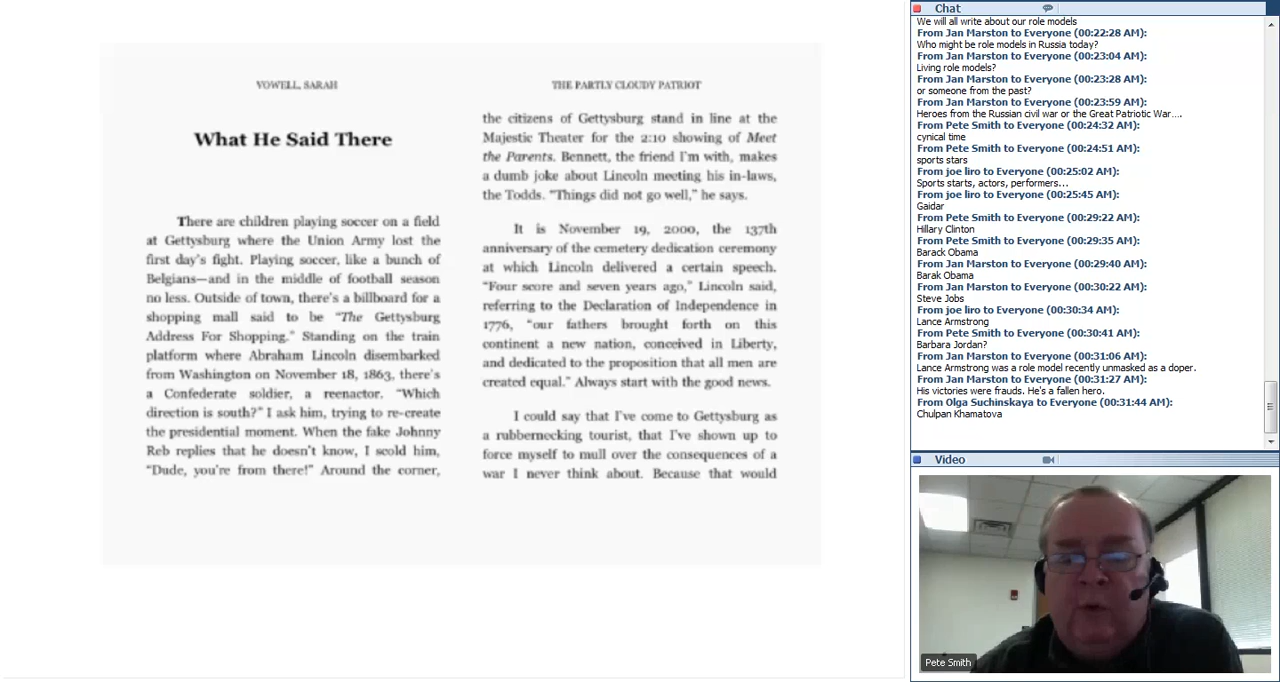 VOWELL, SARAH
What He Said There
There are children playing soccer on a field
at Gettysburg where the Union Army lost the
first day's fight. Playing soccer, like a bunch of
Belgians—and in the middle of football season
no less. Outside of town, there's a billboard for a
shopping mall said to be “The Gettysburg
Address For Shopping.” Standing on the train
platform where Abraham Lincoln disembarked
from Washington on November 18, 1863, there's
a Confederate soldier, a reenactor. “Which
direction is south?” I ask him, trying to re-create
the presidential moment. When the fake Johnny
Reb replies that he doesn't know, I scold him,
“Dude, you're from there!” Around the corner,
THE PARTLY CLOUDY PATRIOT
the citizens of Gettysburg stand in line at the
Majestic Theater for the 2:10 showing of Meet
the Parents. Bennett, the friend I'm with, makes
a dumb joke about Lincoln meeting his in-laws,
the Todds. “Things did not go well,” he says.
It is November 19, 2000, the 137th
anniversary of the cemetery dedication ceremony
at which Lincoln delivered a certain speech.
“Four score and seven years ago,” Lincoln said,
referring to the Declaration of Independence in
1776, “our fathers brought forth on this
continent a new nation, conceived in Liberty,
and dedicated to the proposition that all men are
created equal.” Always start with the good news.
I could say that I've come to Gettysburg as
a rubbernecking tourist, that I've shown up to
force myself to mull over the consequences of a
war I never think about. Because that would
Chat
We will all write about our role models
From Jan Marston to Everyone (00:22:28 AM):
Who might be role models in Russia today?
From Jan Marston to Everyone (00:23:04 AM):
Living role models?
From Jan Marston to Everyone (00:23:28 AM):
or someone from the past?
From Jan Marston to Everyone (00:23:59 AM):
Heroes from the Russian civil war or the Great Patriotic War....
From Pete Smith to Everyone (00:24:32 AM):
cynical time
From Pete Smith to Everyone (00:24:51 AM):
sports stars
From joe liro to Everyone (00:25:02 AM):
Sports starts, actors, performers...
From joe liro to Everyone (00:25:45 AM):
Gaidar
From Pete Smith to Everyone (00:29:22 AM):
Hillary Clinton
From Pete Smith to Everyone (00:29:35 AM):
Barack Obama
From Jan Marston to Everyone (00:29:40 AM):
Barak Obama
From Jan Marston to Everyone (00:30:22 AM):
Steve Jobs
From joe liro to Everyone (00:30:34 AM):
Lance Armstrong
From Pete Smith to Everyone (00:30:41 AM):
Barbara Jordan?
From Jan Marston to Everyone (00:31:06 AM):
Lance Armstrong was a role model recently unmasked as a doper.
From Jan Marston to Everyone (00:31:27 AM):
His victories were frauds. He's a fallen hero.
From Olga Suchinskaya to Everyone (00:31:44 AM):
Chulpan Khamatova
Video
Pete Smith